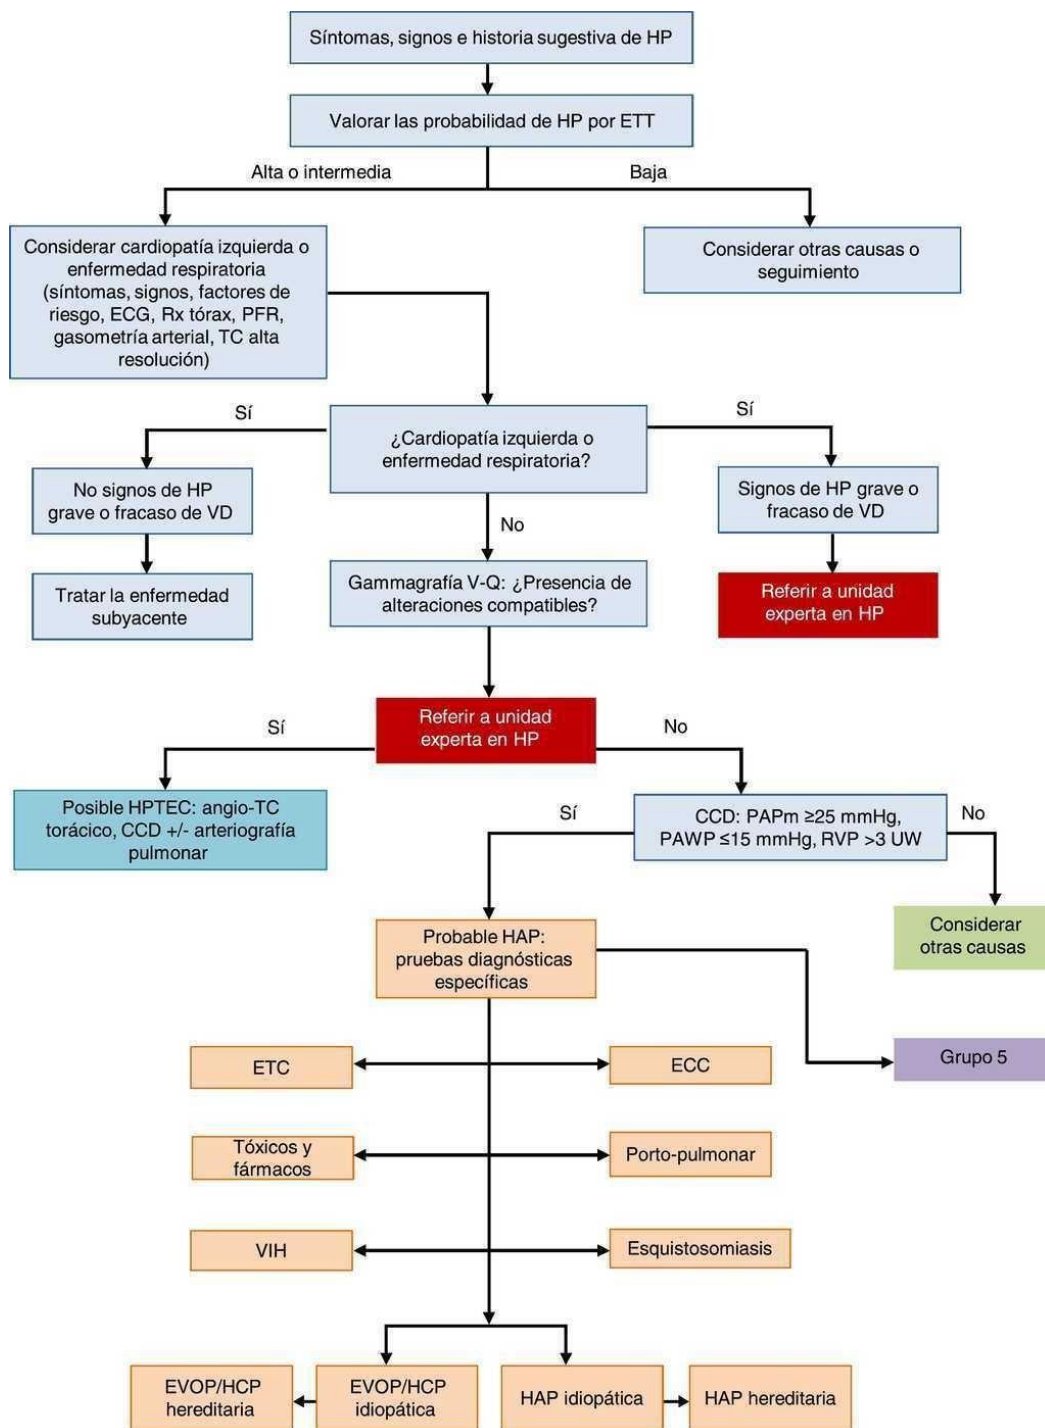 Síntomas, signos e historia sugestiva de HP
Valorar las probabilidad de HP por ETT
Alta o intermedia
Baja
Considerar cardiopatía izquierda o
enfermedad respiratoria
(síntomas, signos, factores de
riesgo, ECG, Rx tórax, PFR,
gasometría arterial, TC alta
resolución)
Considerar otras causas o
seguimiento
Sí
¿Cardiopatía izquierda o
enfermedad respiratoria?
Sí
No signos de HP
grave o fracaso de VD
Signos de HP grave o
fracaso de VD
No
Tratar la enfermedad
subyacente
Gammagrafía V-Q: ¿Presencia de
alteraciones compatibles?
Referir a unidad
experta en HP
Sí
Referir a unidad
experta en HP
No
Posible HPTEC: angio-TC
torácico, CCD +/- arteriografía
pulmonar
Sí
CCD: PAPm ≥25 mmHg,
PAWP ≤15 mmHg, RVP >3 UW
No
Probable HAP:
pruebas diagnósticas
específicas
Considerar
otras causas
ETC
ECC
Grupo 5
Tóxicos y
fármacos
Porto-pulmonar
VIH
Esquistosomiasis
EVOP/HCP
hereditaria
EVOP/HCP
idiopática
HAP idiopática
HAP hereditaria